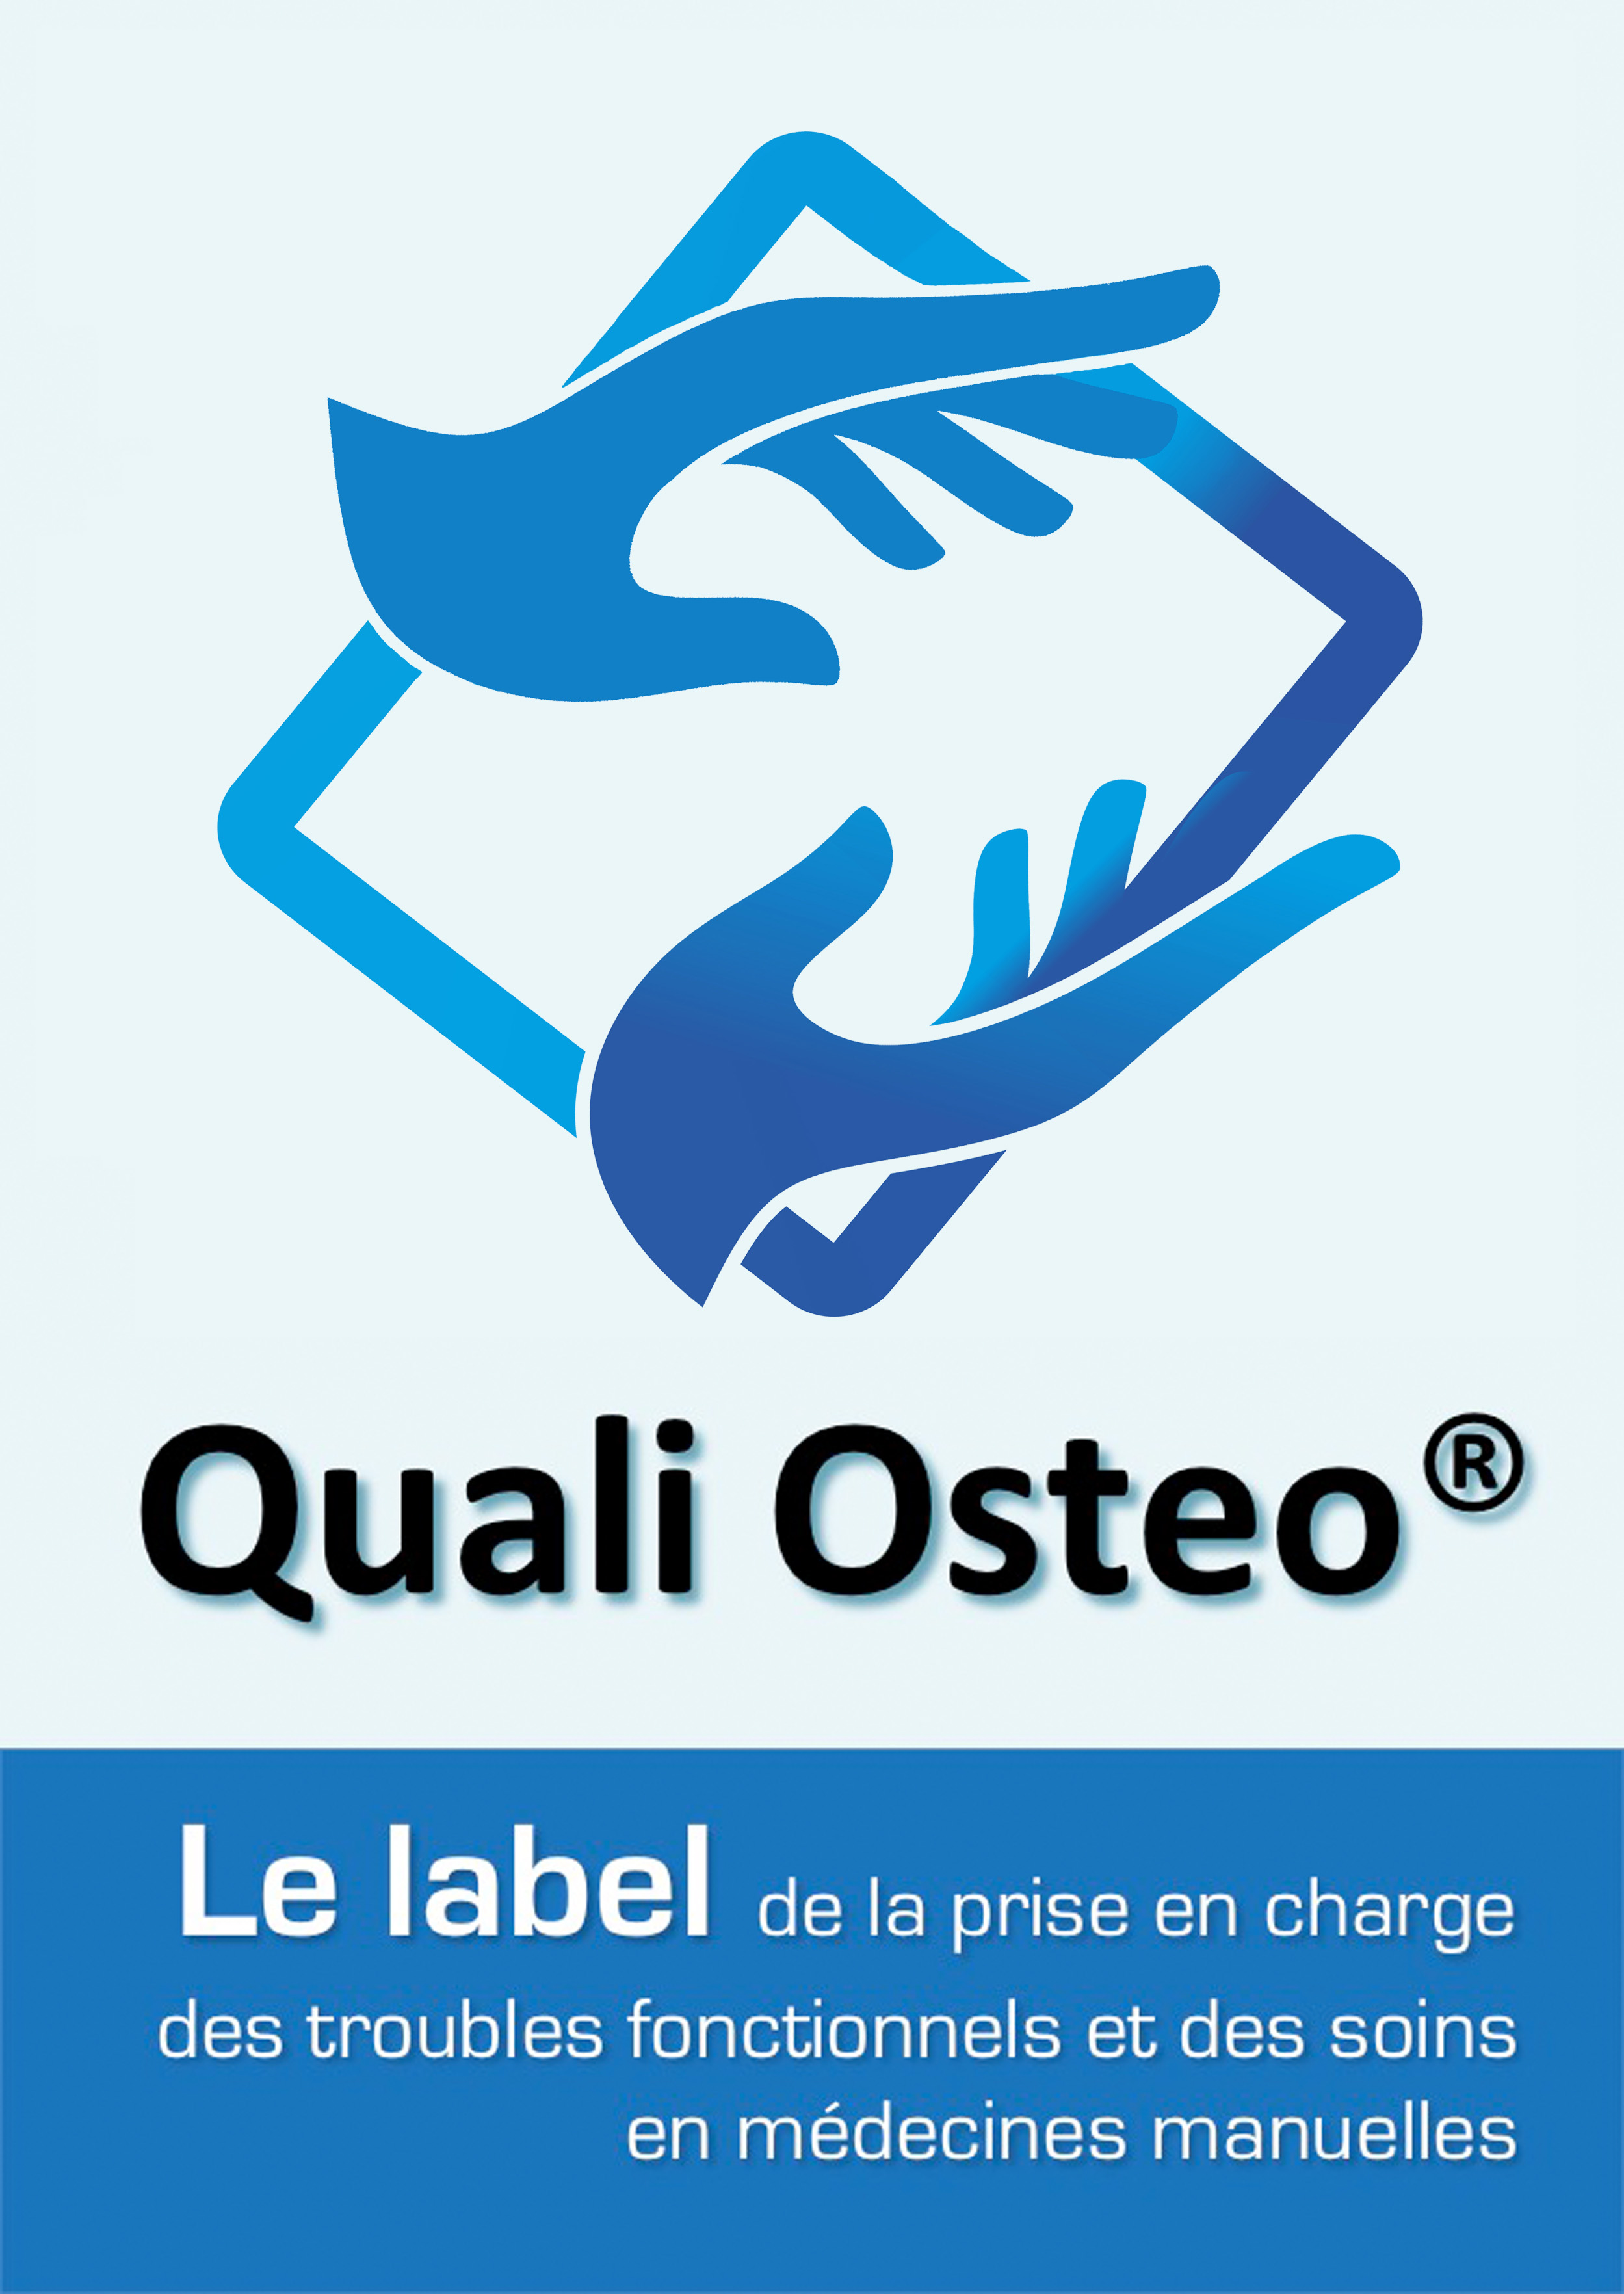 Quali Osteo®
Le label de la prise en charge
des troubles fonctionnels et des soins
en médecines manuelles